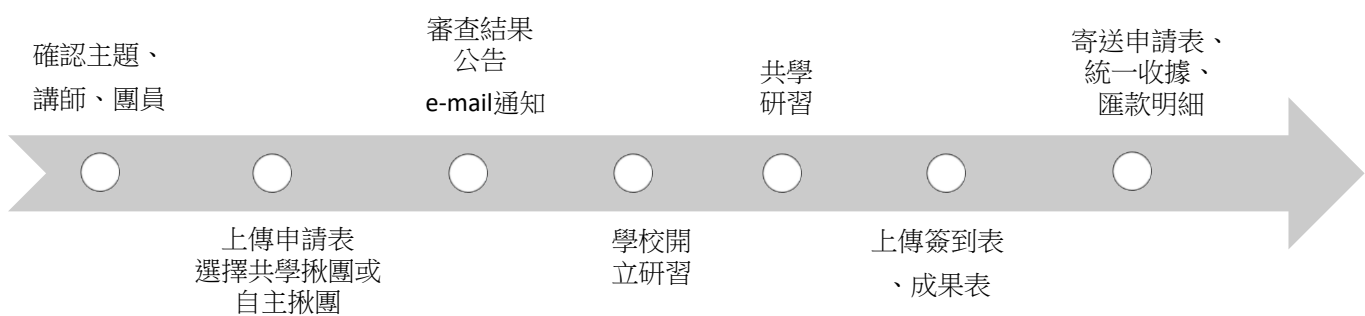 確認主題、
講師、團員
上傳申請表
選擇共學揪團或
自主揪團
審查結果
公告
e-mail通知
學校開
立研習
共學
研習
上傳簽到表
、成果表
寄送申請表、
統一收據、
匯款明細